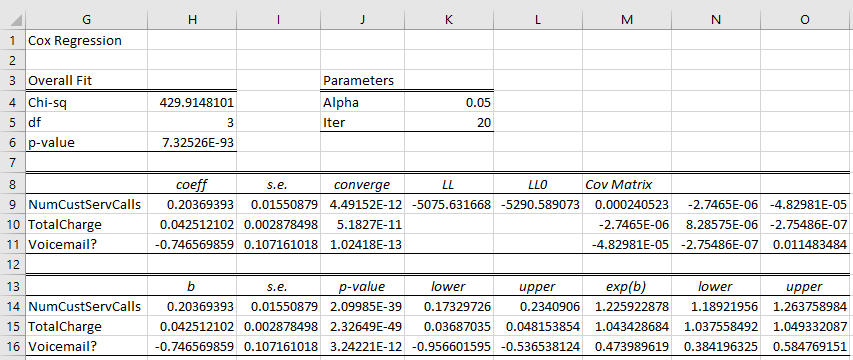 G H I J K L M N O
1 Cox Regression
2
3 Overall Fit Parameters
4 Chi-sq 429.9148101 Alpha 0.05
5 df 3 Iter 20
6 p-value 7.32526E-93
7
8 coeff s.e. converge LL LL0 Cov Matrix
9 NumCustServCalls 0.20369393 0.01550879 4.49152E-12 -5075.631668 -5290.589073 0.000240523 -2.7465E-06 -4.82981E-05
10 TotalCharge 0.042512102 0.002878498 5.1827E-11 -2.7465E-06 8.28575E-06 -2.75486E-07
11 Voicemail? -0.746569859 0.107161018 1.02418E-13 -4.82981E-05 -2.75486E-07 0.011483484
12
13 b s.e. p-value lower upper exp(b) lower upper
14 NumCustServCalls 0.20369393 0.01550879 2.09985E-39 0.17329726 0.2340906 1.225922878 1.18921956 1.263758984
15 TotalCharge 0.042512102 0.002878498 2.32649E-49 0.03687035 0.048153854 1.043428684 1.037558492 1.049332087
16 Voicemail? -0.746569859 0.107161018 3.24221E-12 -0.956601595 -0.536538124 0.473989619 0.384196325 0.584769151